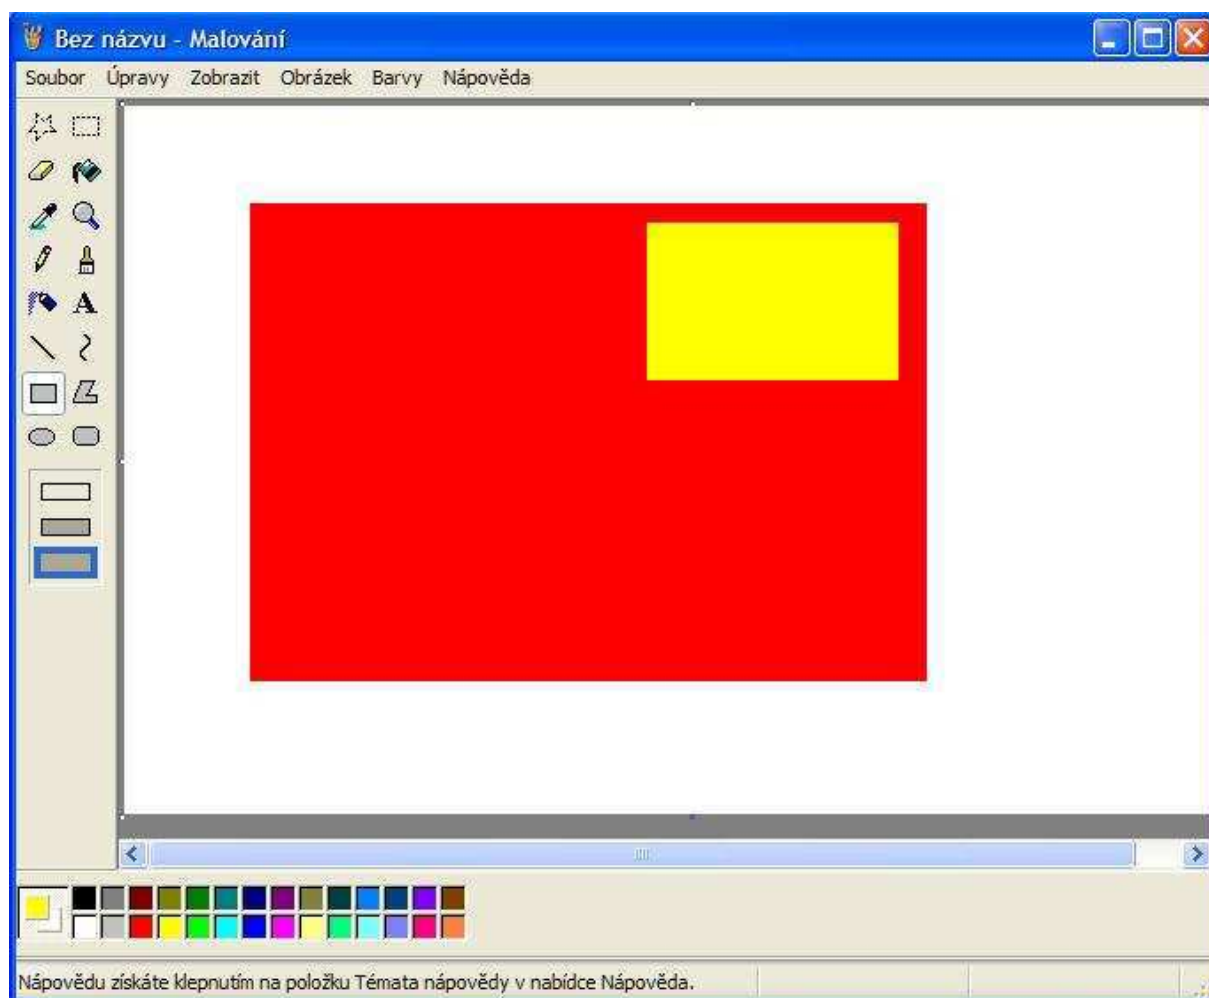 Bez názvu - Malování
Soubor Úpravy Zobrazit Obrázek Barvy Nápověda
A
Nápovědu získáte klepnutím na položku Témata nápovědy v nabídce Nápověda.